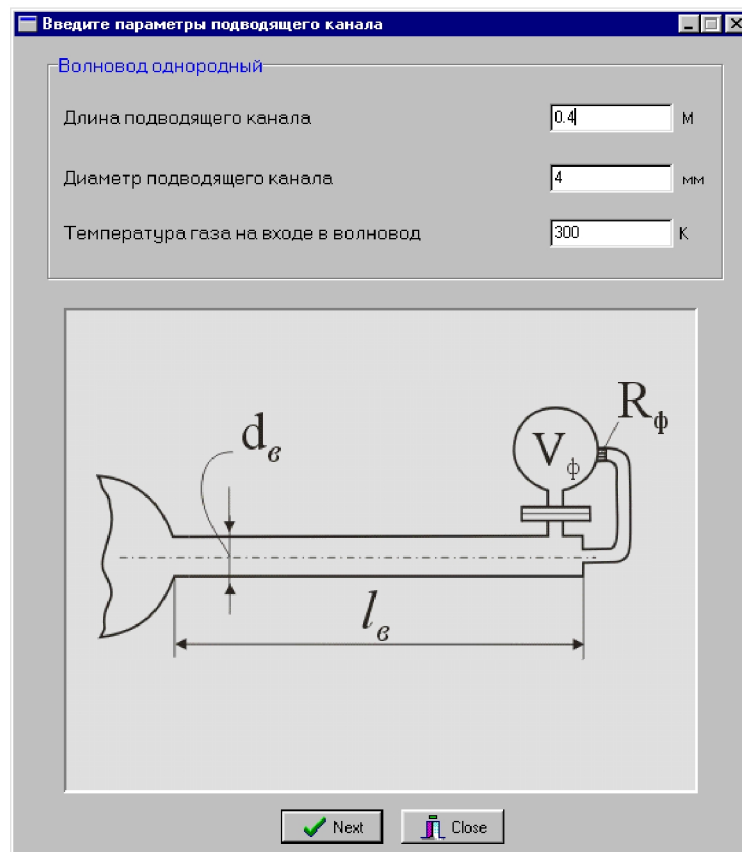 Введите параметры подводящего канала
Волновод однородный
Длина подводящего канала 0.4 м
Диаметр подводящего канала 4 мм
Температура газа на входе в волновод 300 К
dв
Rф
Vф
lв
Next Close